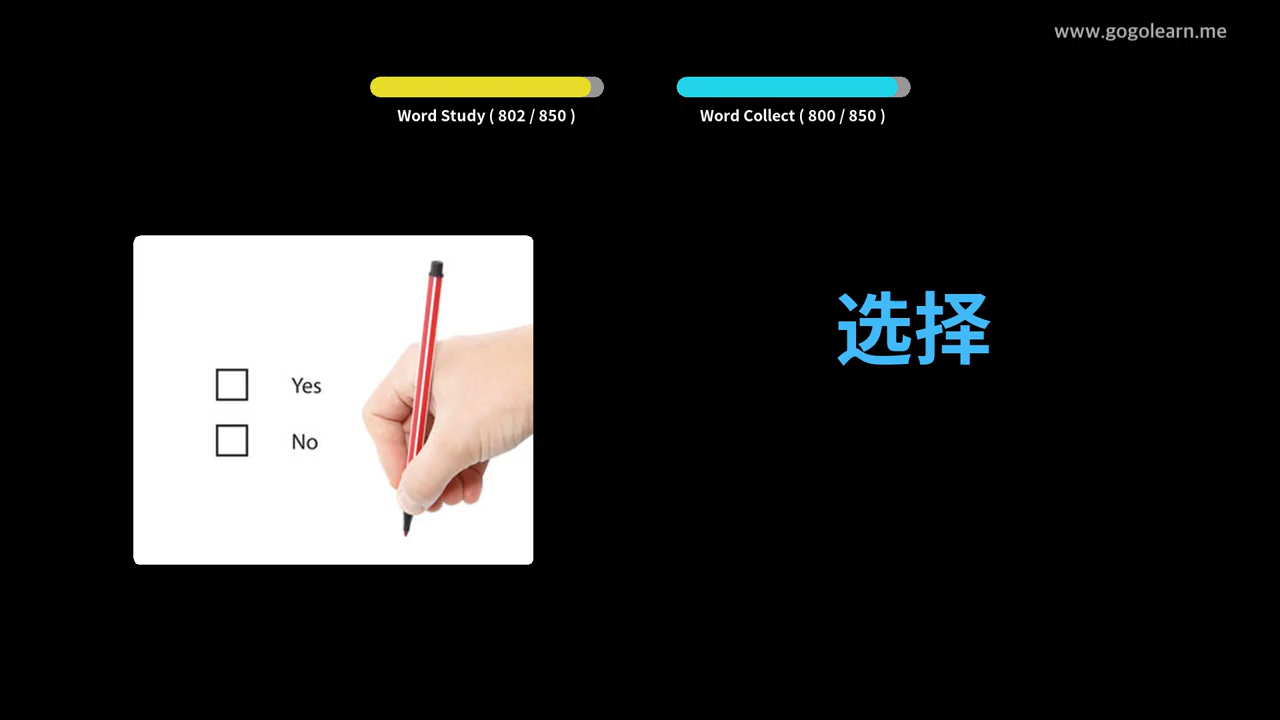 www.gogolearn.me
Word Study ( 802 / 850 )
Word Collect ( 800 / 850 )
选择
Yes
No